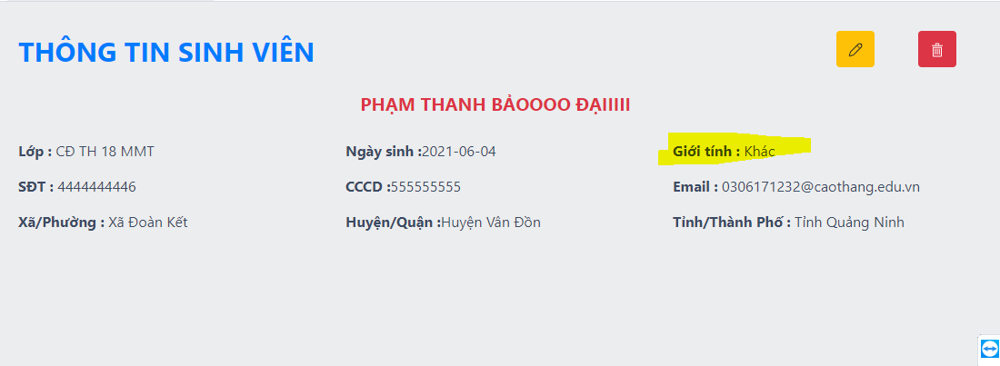 THÔNG TIN SINH VIÊN
PHẠM THANH BẢOOOO ĐẠIIIII
Lớp : CĐ TH 18 MMT Ngày sinh :2021-06-04 Giới tính : Khác
SĐT : 4444444446 CCCD :555555555 Email : 0306171232@caothang.edu.vn
Xã/Phường : Xã Đoàn Kết Huyện/Quận :Huyện Vân Đồn Tỉnh/Thành Phố : Tỉnh Quảng Ninh